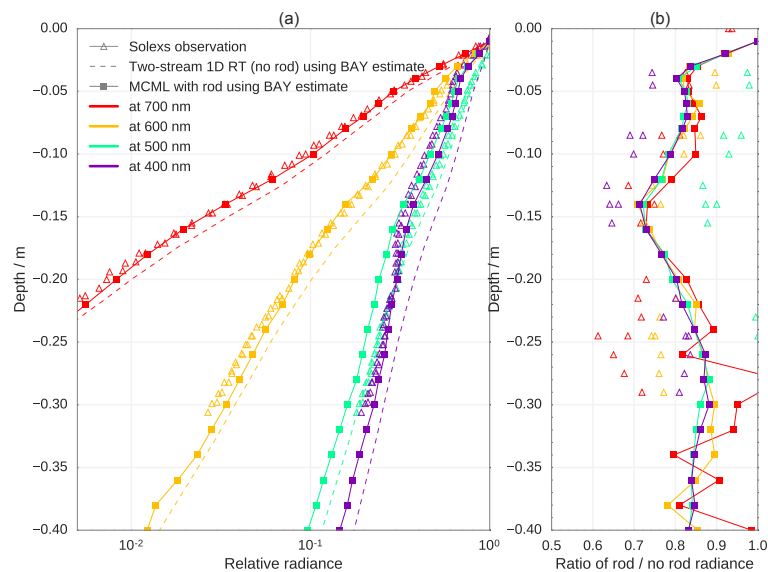 (a)
(b)
Solexs observation
Two-stream 1D RT (no rod) using BAY estimate
MCML with rod using BAY estimate
at 700 nm
at 600 nm
at 500 nm
at 400 nm
0.00
−0.05
−0.10
−0.15
−0.20
−0.25
−0.30
−0.35
−0.40
Depth / m
10⁻²
10⁻¹
10⁰
Relative radiance
0.00
−0.05
−0.10
−0.15
−0.20
−0.25
−0.30
−0.35
−0.40
Depth / m
0.5 0.6 0.7 0.8 0.9 1.0
Ratio of rod / no rod radiance